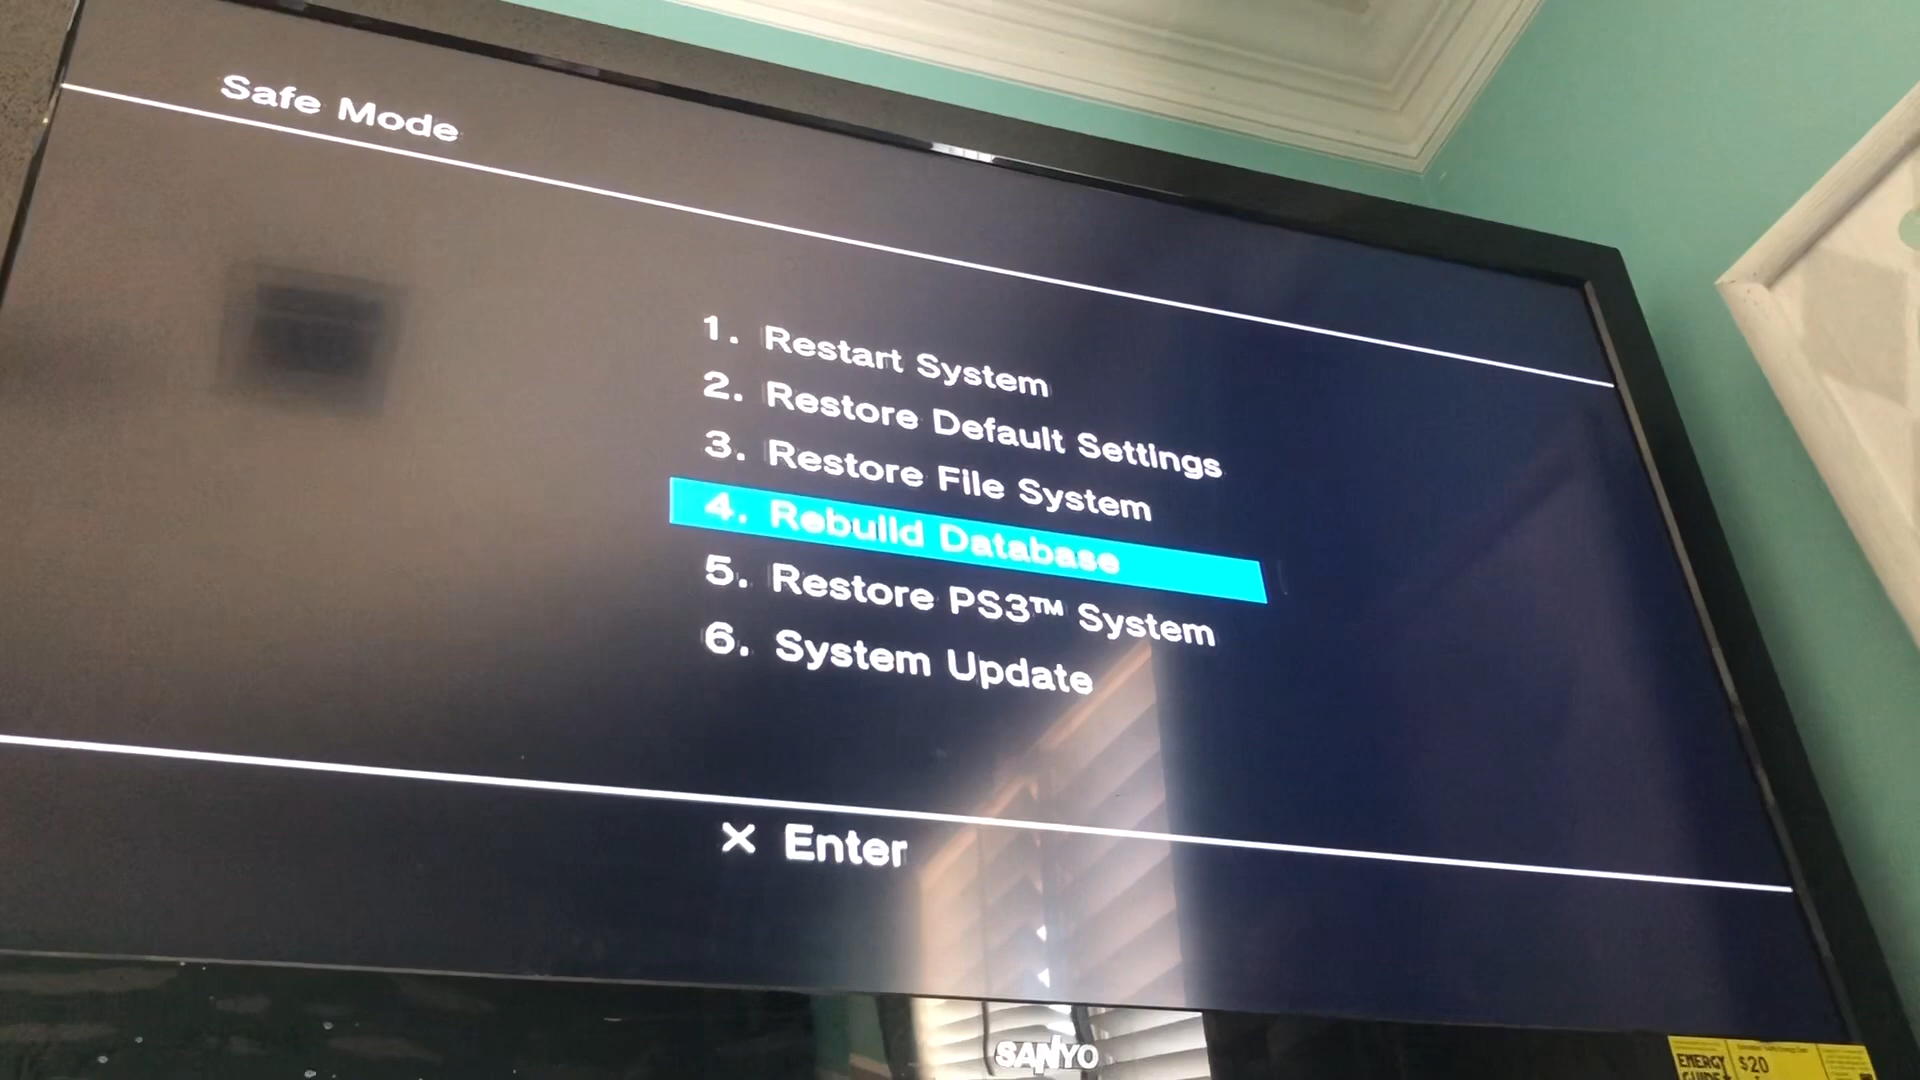 Safe Mode
1. Restart System
2. Restore Default Settings
3. Restore File System
4. Rebuild Database
5. Restore PS3™ System
6. System Update
✕ Enter
SANYO
ENERGY
GUIDE
$20